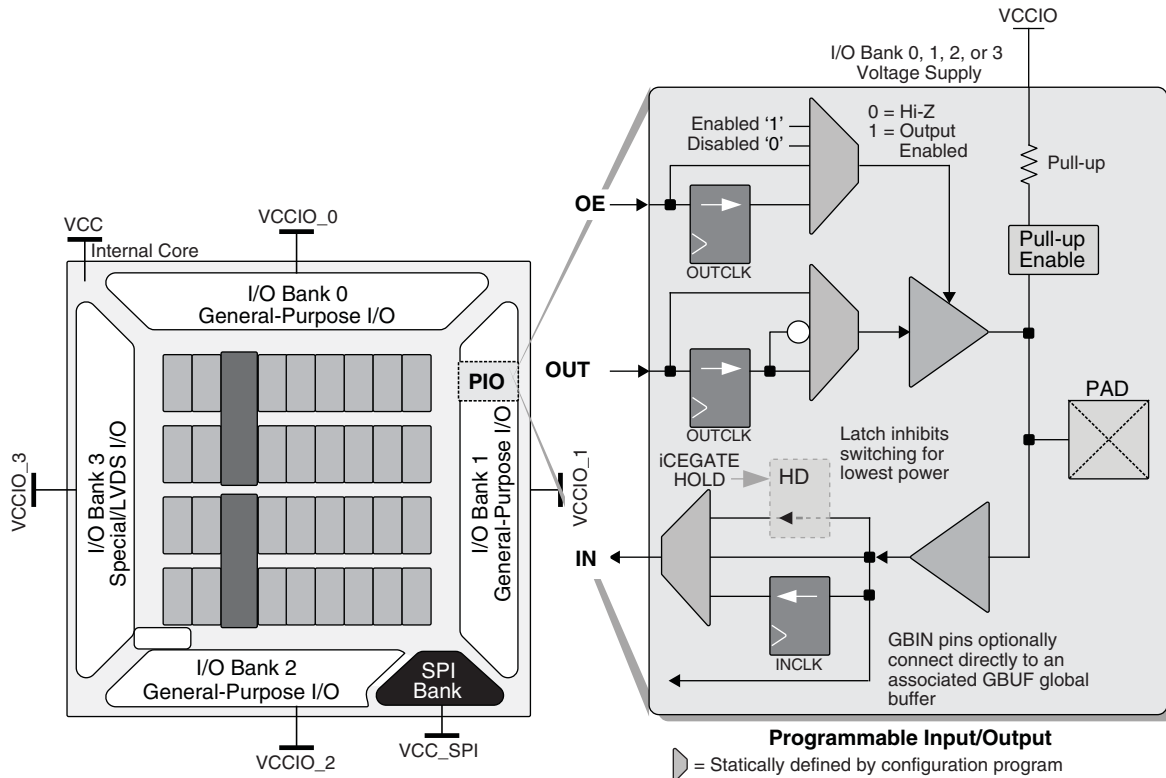 VCCIO
I/O Bank 0, 1, 2, or 3
Voltage Supply
Enabled ‘1’
Disabled ‘0’
0 = Hi-Z
1 = Output
Enabled
Pull-up
OE
OUTCLK
Pull-up
Enable
VCC
Internal Core
VCCIO_0
I/O Bank 0
General-Purpose I/O
PIO
OUT
OUTCLK
PAD
VCCIO_3
I/O Bank 3
Special/LVDS I/O
I/O Bank 1
General-Purpose I/O
VCCIO_1
iCEGATE
HOLD
HD
Latch inhibits
switching for
lowest power
IN
INCLK
GBIN pins optionally
connect directly to an
associated GBUF global
buffer
I/O Bank 2
General-Purpose I/O
SPI
Bank
VCCIO_2
VCC_SPI
Programmable Input/Output
= Statically defined by configuration program